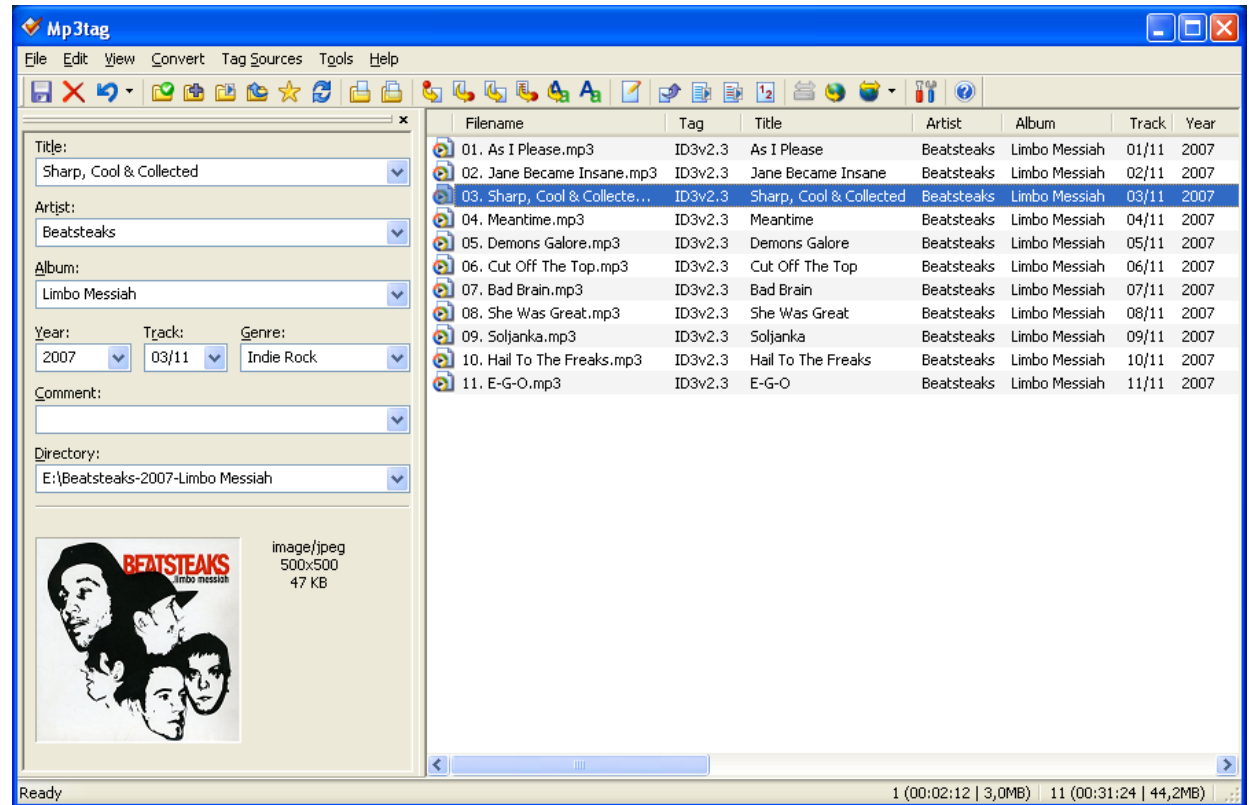 Mp3tag
File Edit View Convert Tag Sources Tools Help
Title:
Sharp, Cool & Collected
Artist:
Beatsteaks
Album:
Limbo Messiah
Year: Track: Genre:
2007 03/11 Indie Rock
Comment:
Directory:
E:\Beatsteaks-2007-Limbo Messiah
BEATSTEAKS
.limbo messiah
image/jpeg
500x500
47 KB
Filename Tag Title Artist Album Track Year
01. As I Please.mp3 ID3v2.3 As I Please Beatsteaks Limbo Messiah 01/11 2007
02. Jane Became Insane.mp3 ID3v2.3 Jane Became Insane Beatsteaks Limbo Messiah 02/11 2007
03. Sharp, Cool & Collecte... ID3v2.3 Sharp, Cool & Collected Beatsteaks Limbo Messiah 03/11 2007
04. Meantime.mp3 ID3v2.3 Meantime Beatsteaks Limbo Messiah 04/11 2007
05. Demons Galore.mp3 ID3v2.3 Demons Galore Beatsteaks Limbo Messiah 05/11 2007
06. Cut Off The Top.mp3 ID3v2.3 Cut Off The Top Beatsteaks Limbo Messiah 06/11 2007
07. Bad Brain.mp3 ID3v2.3 Bad Brain Beatsteaks Limbo Messiah 07/11 2007
08. She Was Great.mp3 ID3v2.3 She Was Great Beatsteaks Limbo Messiah 08/11 2007
09. Soljanka.mp3 ID3v2.3 Soljanka Beatsteaks Limbo Messiah 09/11 2007
10. Hail To The Freaks.mp3 ID3v2.3 Hail To The Freaks Beatsteaks Limbo Messiah 10/11 2007
11. E-G-O.mp3 ID3v2.3 E-G-O Beatsteaks Limbo Messiah 11/11 2007
Ready 1 (00:02:12 | 3,0MB) 11 (00:31:24 | 44,2MB)